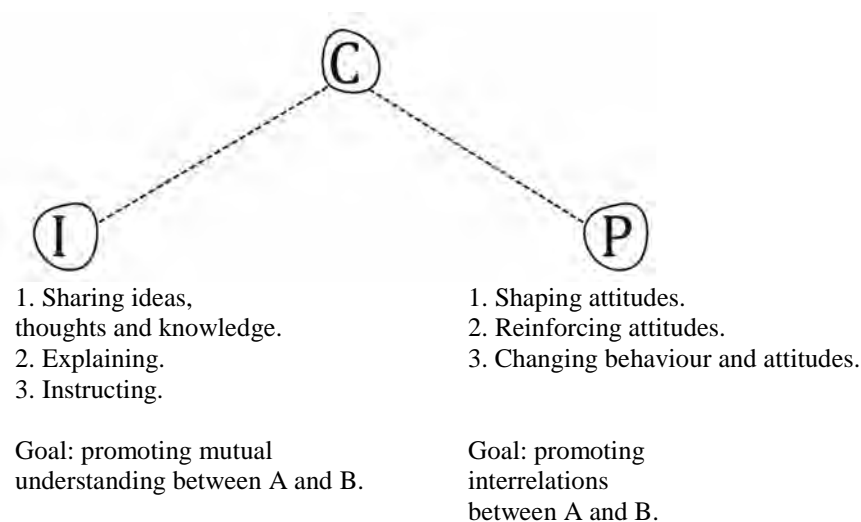 C
I
P
1. Sharing ideas,
thoughts and knowledge.
2. Explaining.
3. Instructing.
Goal: promoting mutual
understanding between A and B.
1. Shaping attitudes.
2. Reinforcing attitudes.
3. Changing behaviour and attitudes.
Goal: promoting
interrelations
between A and B.